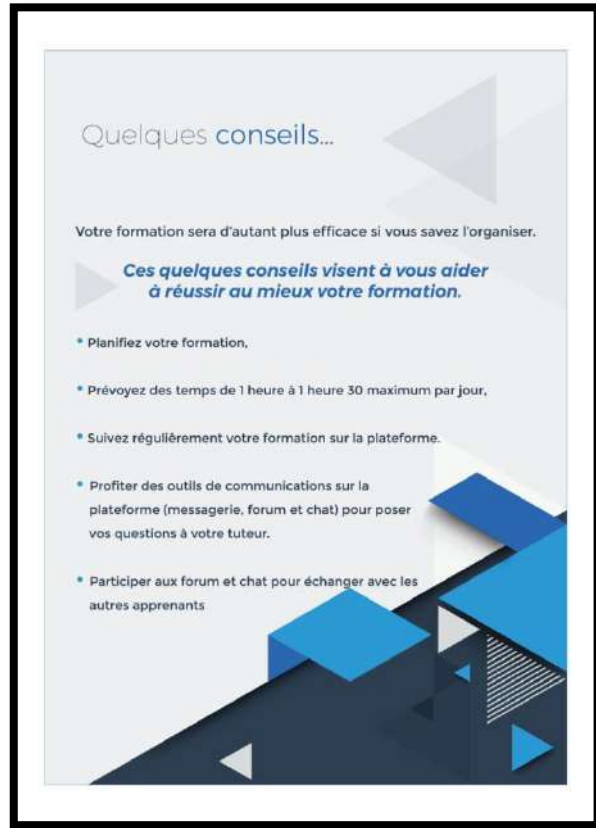 Quelques conseils...
Votre formation sera d'autant plus efficace si vous savez l'organiser.
Ces quelques conseils visent à vous aider
à réussir au mieux votre formation.
• Planifiez votre formation,
• Prévoyez des temps de 1 heure à 1 heure 30 maximum par jour,
• Suivez régulièrement votre formation sur la plateforme.
• Profiter des outils de communications sur la
plateforme (messagerie, forum et chat) pour poser
vos questions à votre tuteur.
• Participer aux forum et chat pour échanger avec les
autres apprenants